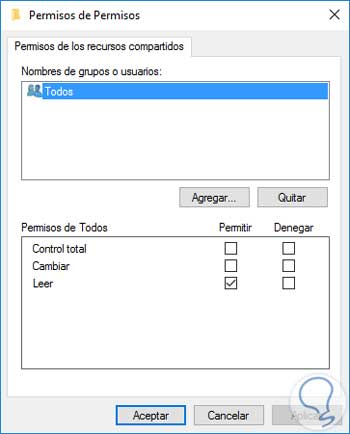 Permisos de Permisos
Permisos de los recursos compartidos
Nombres de grupos o usuarios:
Todos
Agregar... Quitar
Permisos de Todos Permitir Denegar
Control total
Cambiar
Leer
Aceptar Cancelar Aplicar